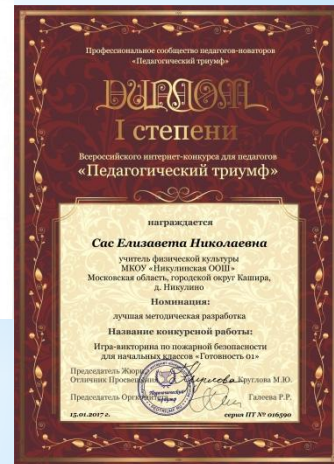 Профессиональное сообщество педагогов-новаторов
«Педагогический триумф»
ДИПЛОМ
I степени
Всероссийского интернет-конкурса для педагогов
«Педагогический триумф»
награждается
Сас Елизавета Николаевна
учитель физической культуры
МКОУ «Никулинская ООШ»
Московская область, городской округ Кашира,
д. Никулино
Номинация:
лучшая методическая разработка
Название конкурсной работы:
Игра-викторина по пожарной безопасности
для начальных классов «Готовность 01»
Председатель Жюри
Отличник Просвещения Круглова М.Ю.
Председатель Оргкомитета Галеева Р.Р.
15.01.2017 г. серия ПТ № 016590